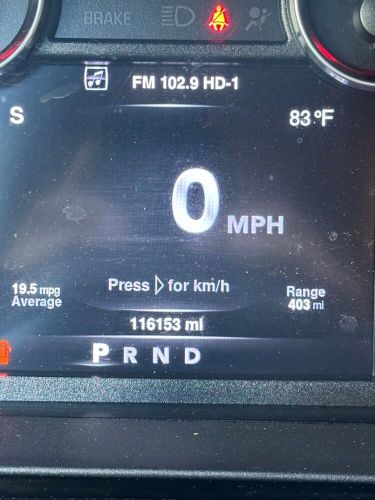 BRAKE
FM 102.9 HD-1
S
83 °F
0 MPH
Press ▷ for km/h
19.5 mpg
Average
Range
403 mi
116153 mi
P R N D